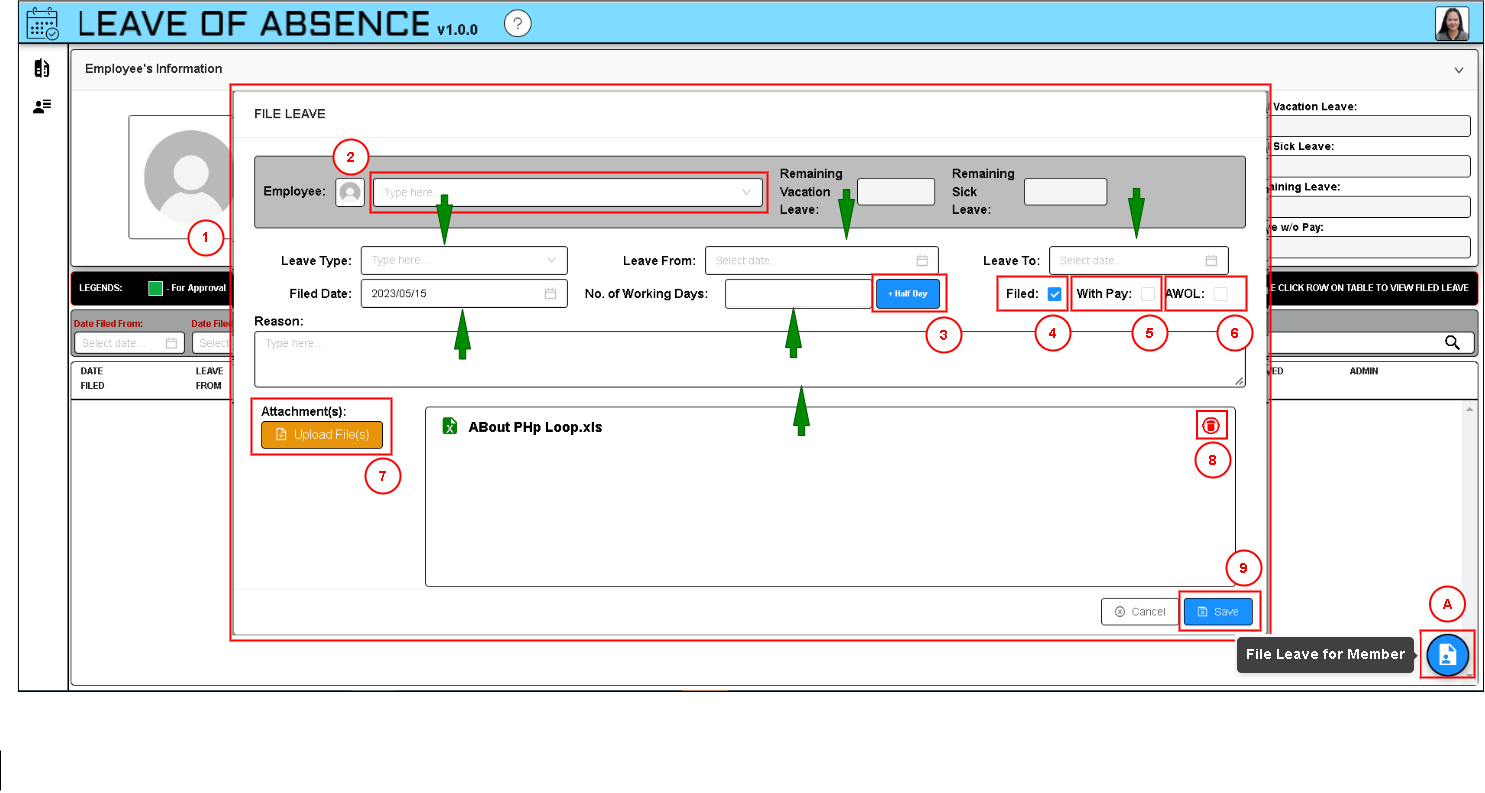 LEAVE OF ABSENCE v1.0.0 ?
Employee's Information
Vacation Leave:
Sick Leave:
aining Leave:
e w/o Pay:
1
LEGENDS: - For Approval
E CLICK ROW ON TABLE TO VIEW FILED LEAVE
Date Filed From: Date Filed
Select date... Select
DATE FILED
LEAVE FROM
VED
ADMIN
FILE LEAVE
2
Employee: Type here...
Remaining
Vacation
Leave:
Remaining
Sick
Leave:
Leave Type: Type here... Leave From: Select date... Leave To: Select date...
Filed Date: 2023/05/15 No. of Working Days: + Half Day Filed: With Pay: AWOL:
3 4 5 6
Reason:
Type here...
Attachment(s):
Upload File(s)
7
ABout PHp Loop.xls
8
9
Cancel Save
A
File Leave for Member